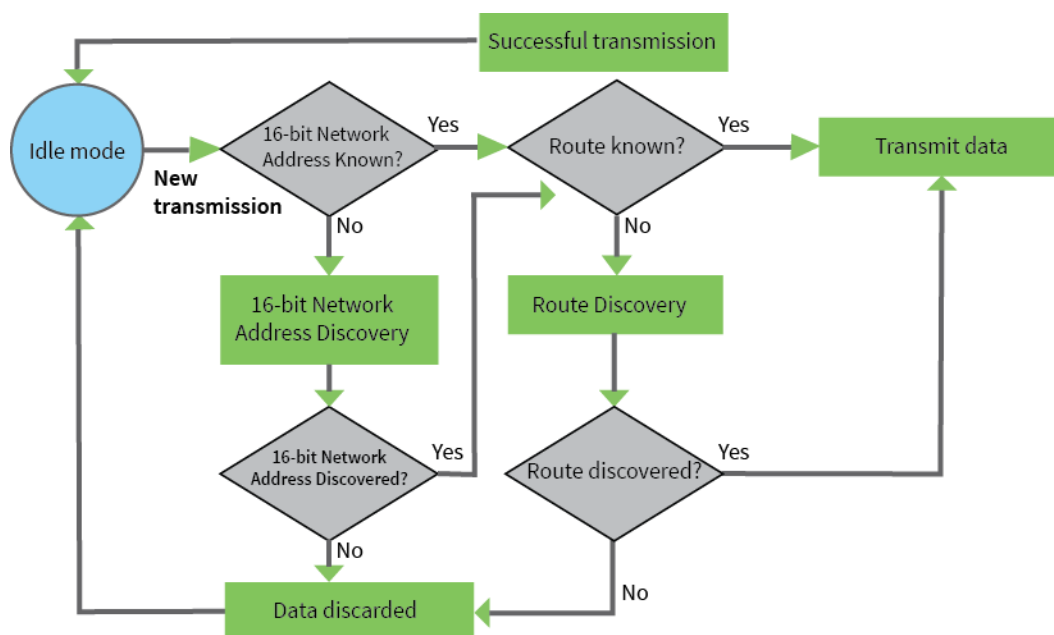 Successful transmission
Idle mode
New
transmission
16-bit Network
Address Known?
Yes
Route known?
Yes
Transmit data
No
No
16-bit Network
Address Discovery
Route Discovery
16-bit Network
Address Discovered?
Yes
Route discovered?
Yes
No
No
Data discarded